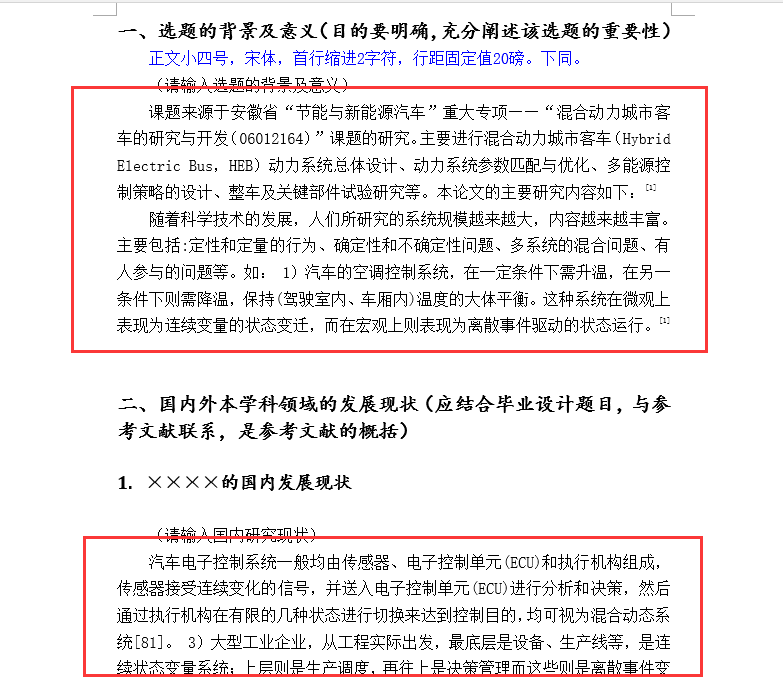 一、选题的背景及意义(目的要明确,充分阐述该选题的重要性)
正文小四号，宋体，首行缩进2字符，行距固定值20磅。下同。
(请输入选题的背景及意义)
课题来源于安徽省“节能与新能源汽车”重大专项——“混合动力城市客
车的研究与开发(06012164)”课题的研究。主要进行混合动力城市客车(Hybrid
Electric Bus，HEB) 动力系统总体设计、动力系统参数匹配与优化、多能源控
制策略的设计、整车及关键部件试验研究等。本论文的主要研究内容如下：[1]
随着科学技术的发展，人们所研究的系统规模越来越大，内容越来越丰富。
主要包括:定性和定量的行为、确定性和不确定性问题、多系统的混合问题、有
人参与的问题等。如： 1) 汽车的空调控制系统，在一定条件下需升温，在另一
条件下则需降温，保持(驾驶室内、车厢内)温度的大体平衡。这种系统在微观上
表现为连续变量的状态变迁，而在宏观上则表现为离散事件驱动的状态运行。[1]
二、国内外本学科领域的发展现状(应结合毕业设计题目，与参
考文献联系，是参考文献的概括)
1. ××××的国内发展现状
(请输入国内研究现状)
汽车电子控制系统一般均由传感器、电子控制单元(ECU)和执行机构组成，
传感器接受连续变化的信号，并送入电子控制单元(ECU)进行分析和决策，然后
通过执行机构在有限的几种状态进行切换来达到控制目的，均可视为混合动态系
统[81]。 3) 大型工业企业，从工程实际出发，最底层是设备、生产线等，是连
续状态变量系统；上层则是生产调度，再往上是决策管理而这些则是离散事件变